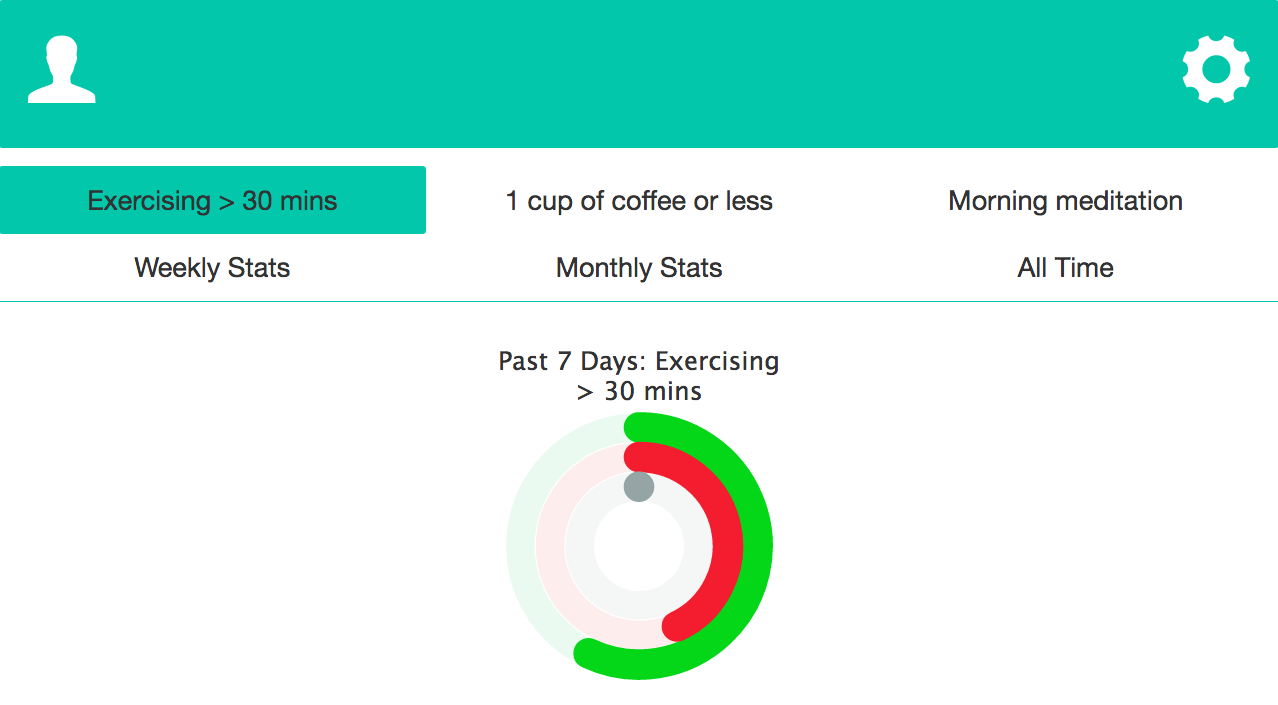 Exercising > 30 mins
1 cup of coffee or less
Morning meditation
Weekly Stats
Monthly Stats
All Time
Past 7 Days: Exercising
> 30 mins